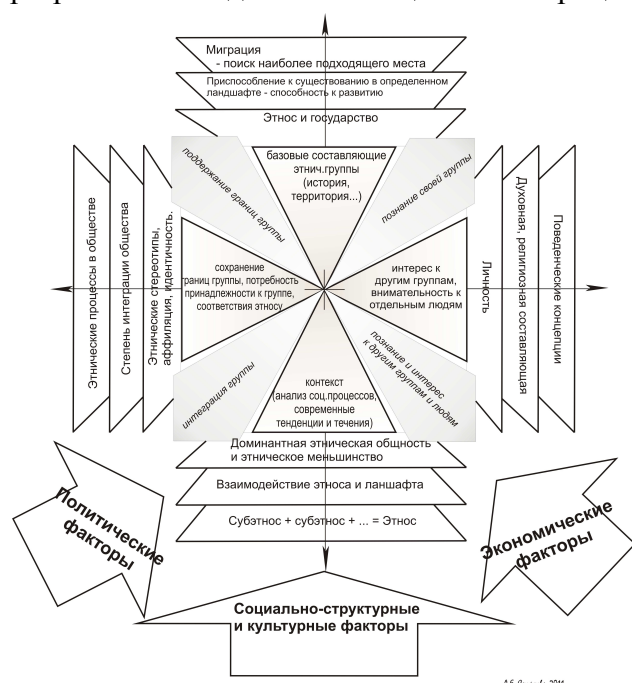 Миграция
- поиск наиболее подходящего места
Приспособление к существованию в определенном
ландшафте - способность к развитию
Этнос и государство
базовые составляющие
этнич.группы
(история,
территория...)
поддержание границ группы
познание своей группы
Этнические процессы в обществе
Степень интеграции общества
Этнические стереотипы,
аффилиация, идентичность.
сохранение
границ группы, потребность
принадлежности к группе,
соответствия этносу
интерес к
другим группам,
внимательность к
отдельным людям
Личность
Духовная, религиозная составляющая
Поведенческие концепции
интеграция группы
контекст
(анализ соц.процессов,
современные
тенденции и течения)
познание и интерес
к другим группам и людям
Доминантная этническая общность
и этническое меньшинство
Взаимодействие этноса и ланшафта
Субэтнос + субэтнос + ... = Этнос
Политические
факторы
Экономические
факторы
Социально-структурные
и культурные факторы